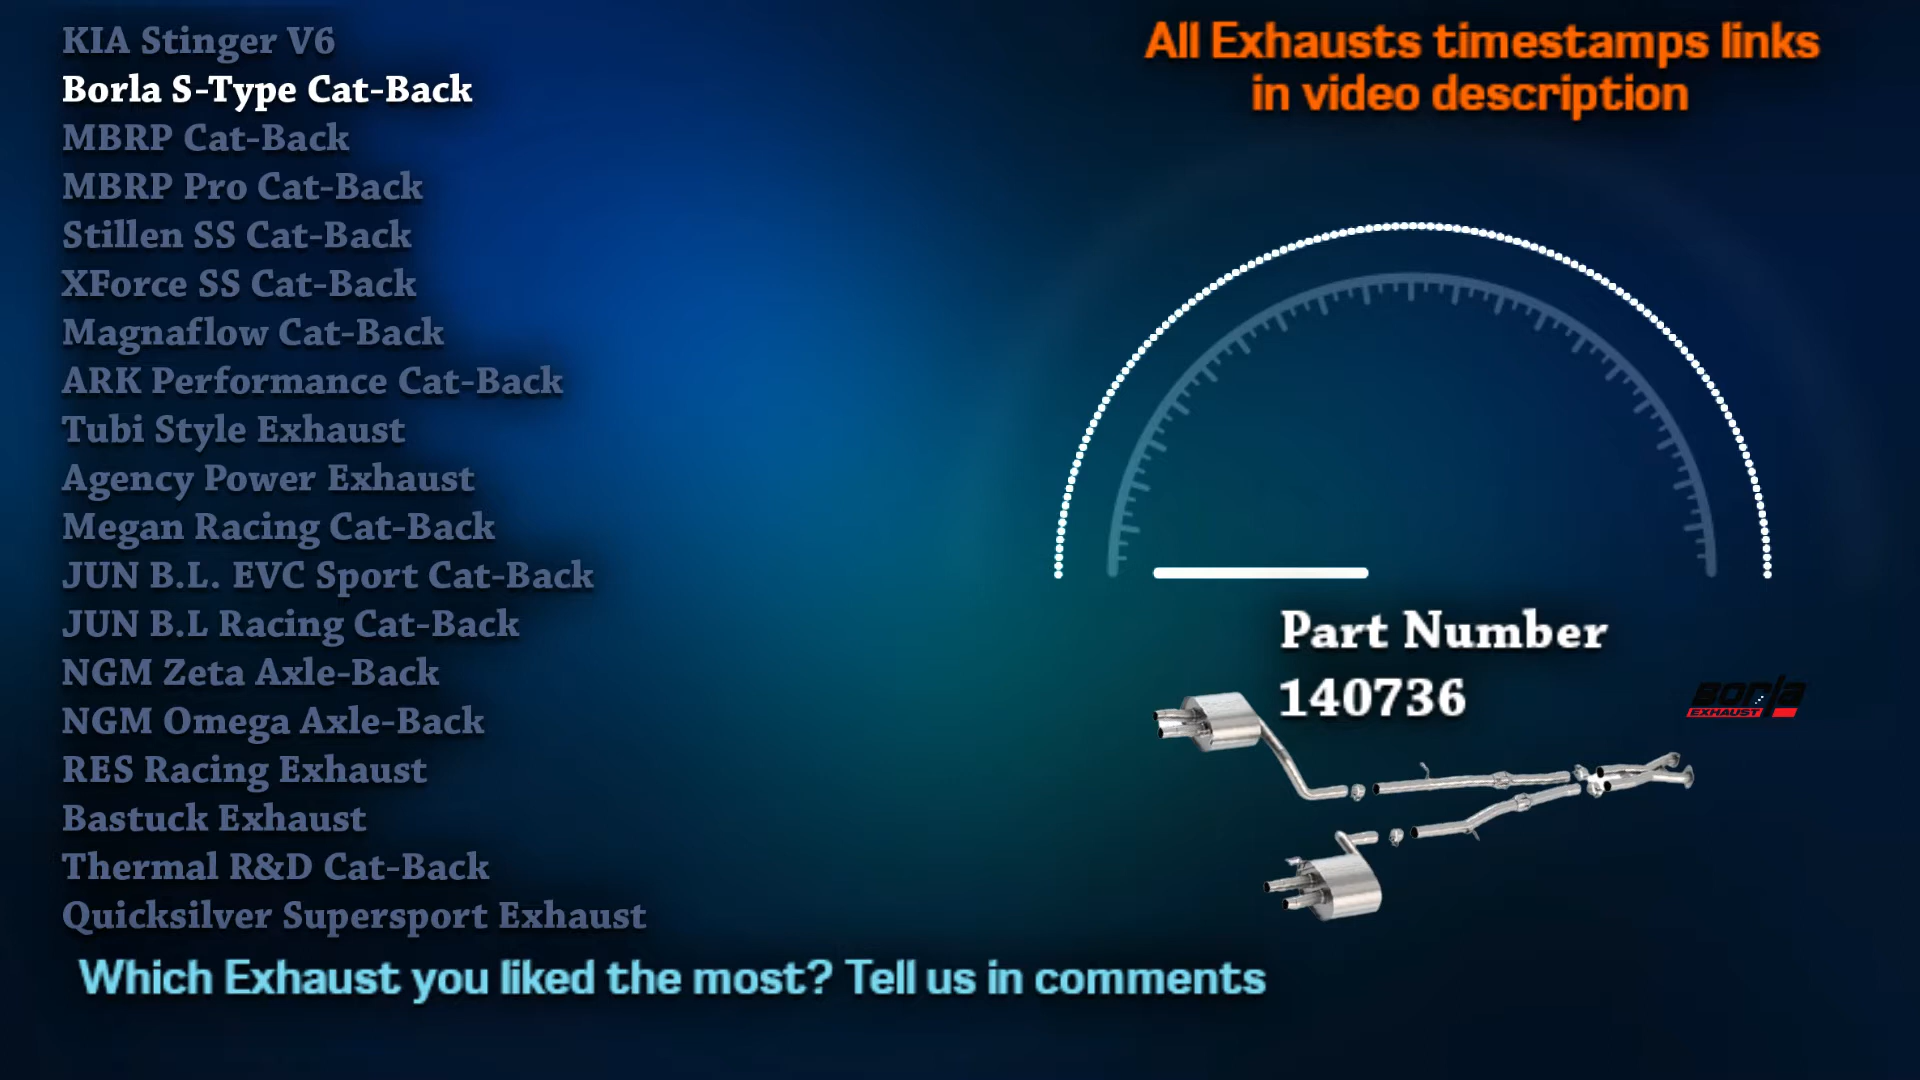 KIA Stinger V6
Borla S-Type Cat-Back
MBRP Cat-Back
MBRP Pro Cat-Back
Stillen SS Cat-Back
XForce SS Cat-Back
Magnaflow Cat-Back
ARK Performance Cat-Back
Tubi Style Exhaust
Agency Power Exhaust
Megan Racing Cat-Back
JUN B.L. EVC Sport Cat-Back
JUN B.L Racing Cat-Back
NGM Zeta Axle-Back
NGM Omega Axle-Back
RES Racing Exhaust
Bastuck Exhaust
Thermal R&D Cat-Back
Quicksilver Supersport Exhaust
Which Exhaust you liked the most? Tell us in comments
All Exhausts timestamps links
in video description
Part Number
140736
borla
EXHAUST